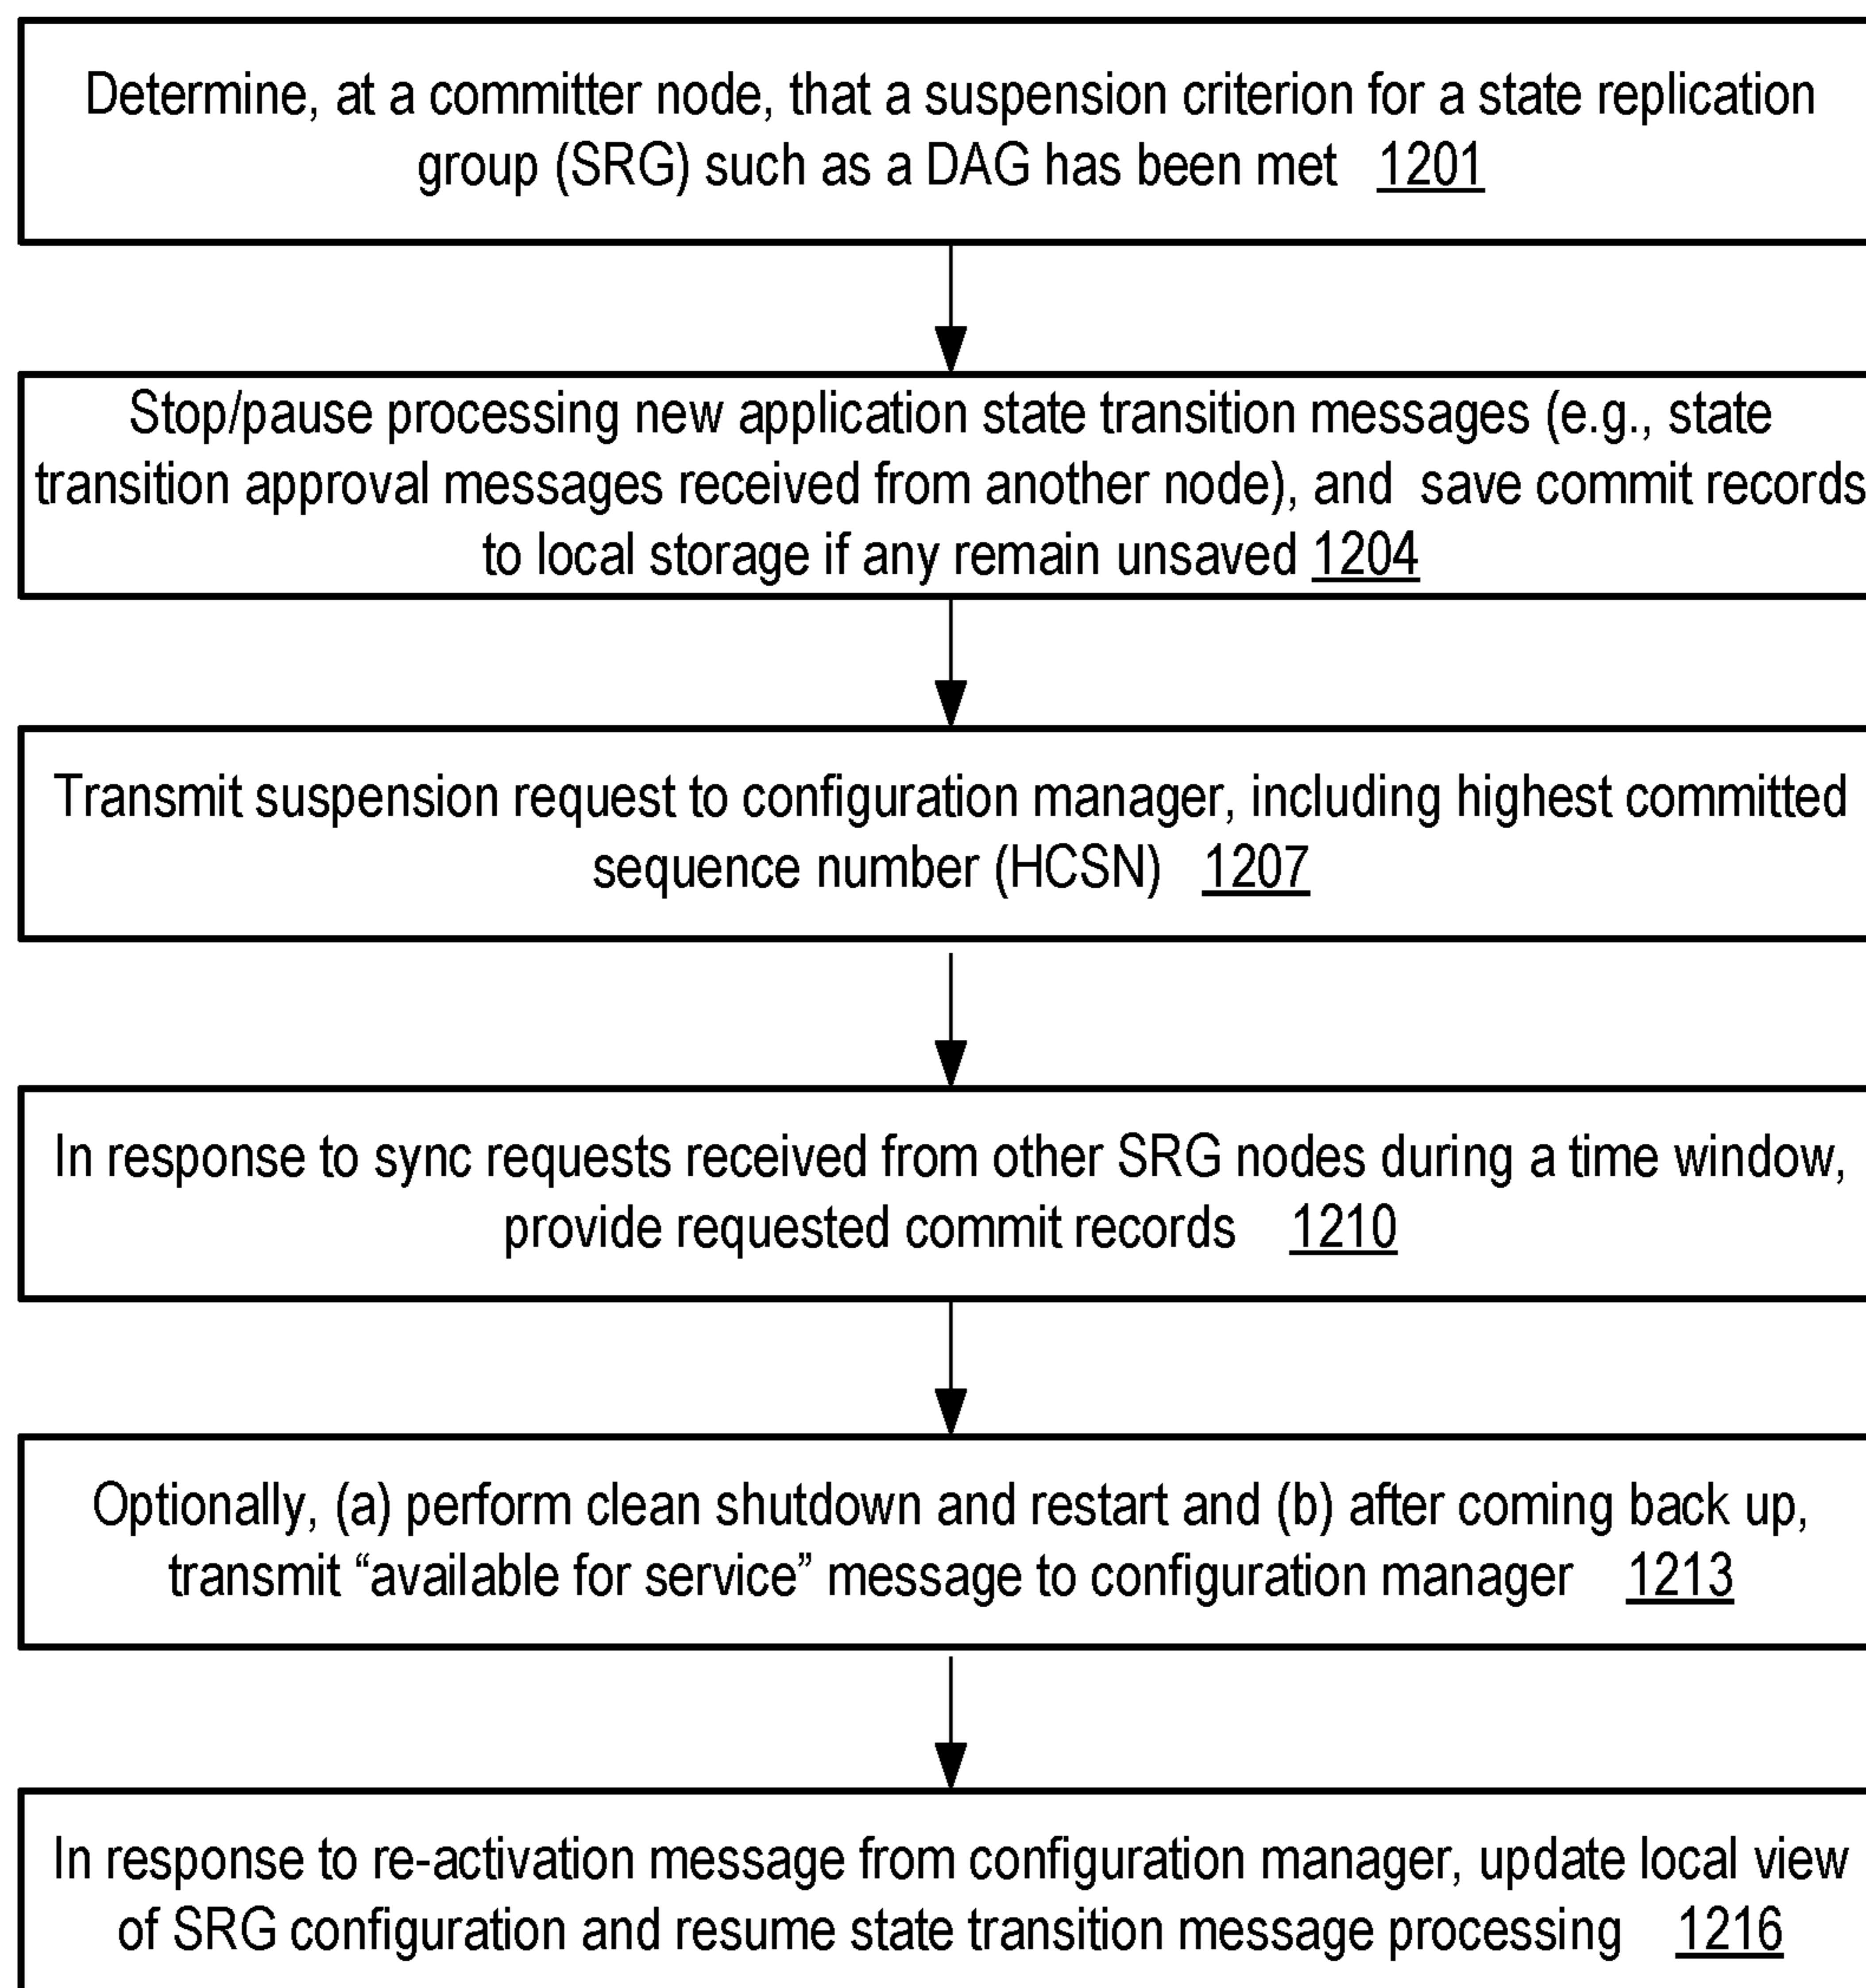 Determine, at a committer node, that a suspension criterion for a state replication
group (SRG) such as a DAG has been met 1201
Stop/pause processing new application state transition messages (e.g., state
transition approval messages received from another node), and save commit records
to local storage if any remain unsaved 1204
Transmit suspension request to configuration manager, including highest committed
sequence number (HCSN) 1207
In response to sync requests received from other SRG nodes during a time window,
provide requested commit records 1210
Optionally, (a) perform clean shutdown and restart and (b) after coming back up,
transmit “available for service” message to configuration manager 1213
In response to re-activation message from configuration manager, update local view
of SRG configuration and resume state transition message processing 1216